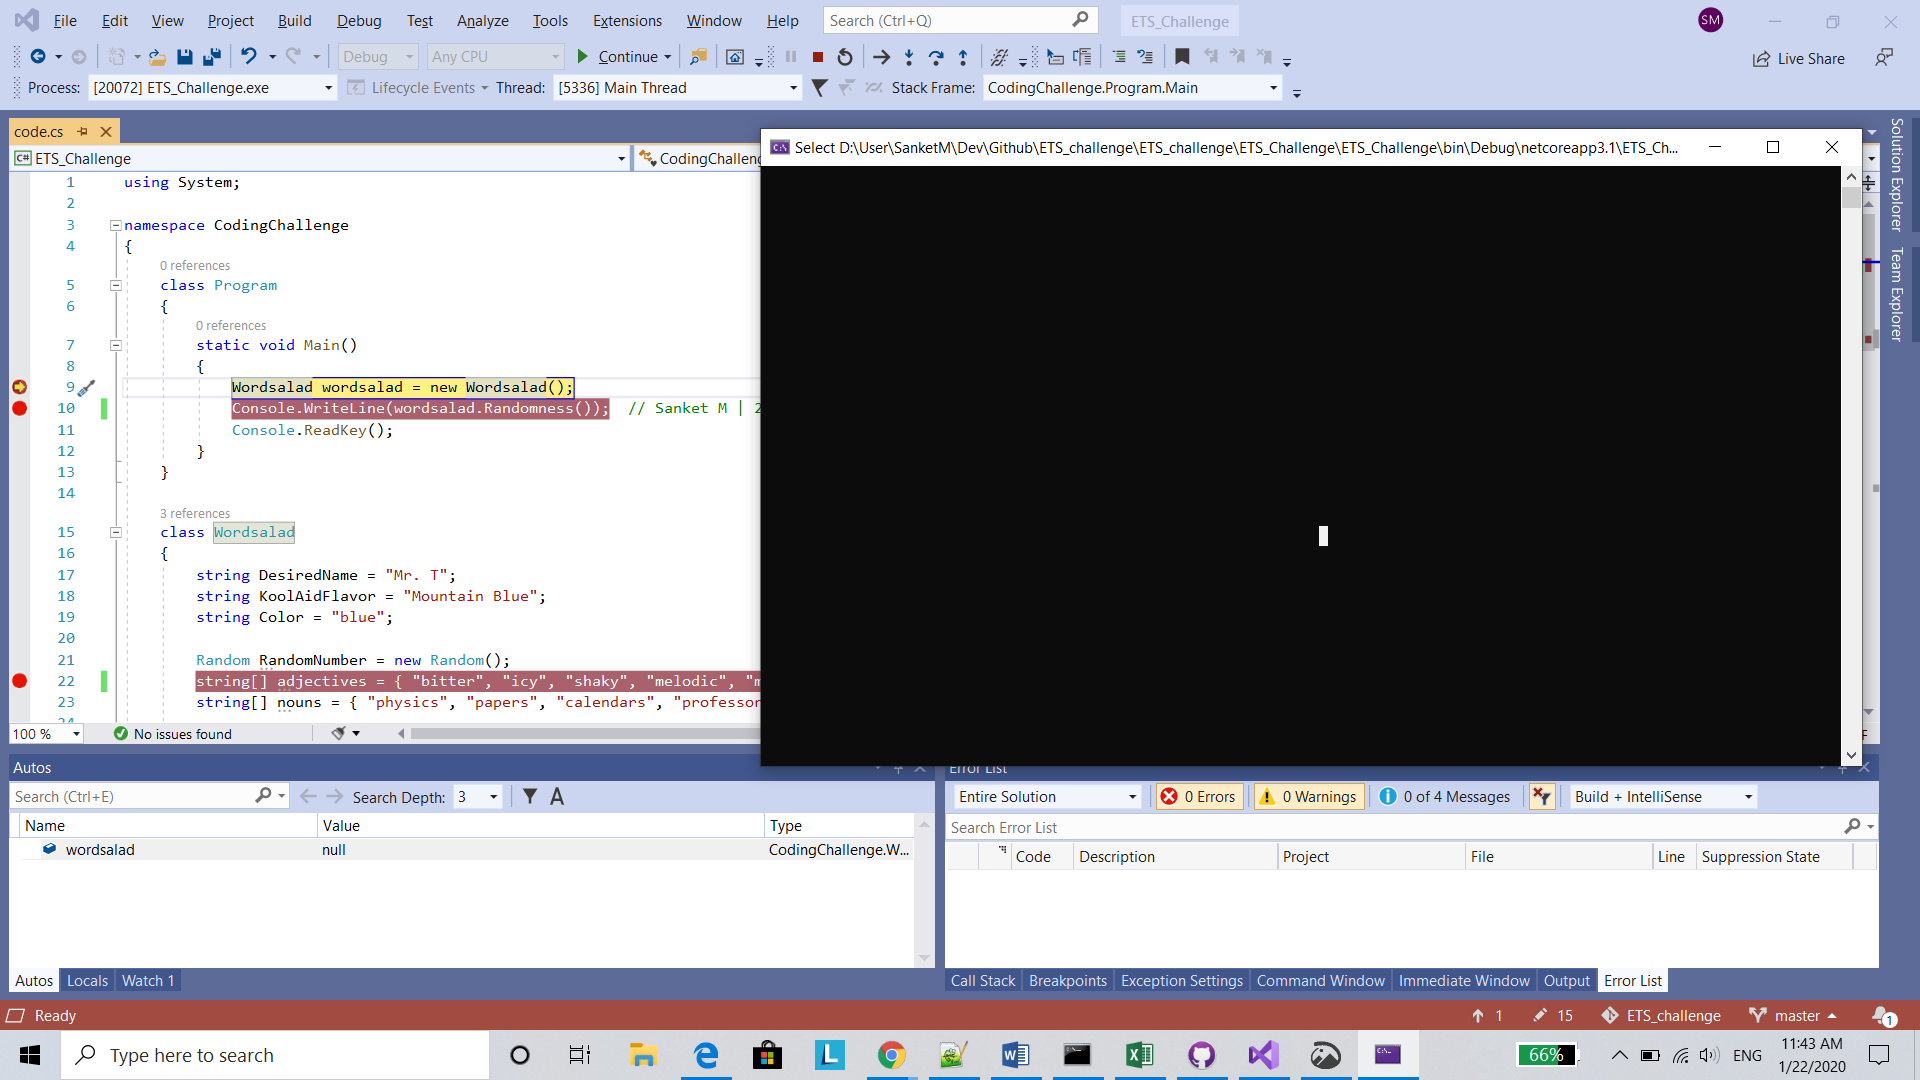 File Edit View Project Build Debug Test Analyze Tools Extensions Window Help Search (Ctrl+Q) ETS_Challenge SM
Debug Any CPU Continue Live Share
Process: [20072] ETS_Challenge.exe Lifecycle Events Thread: [5336] Main Thread Stack Frame: CodingChallenge.Program.Main
code.cs
C# ETS_Challenge CodingChalleng
Select D:\User\SanketM\Dev\Github\ETS_challenge\ETS_challenge\ETS_Challenge\ETS_Challenge\bin\Debug\netcoreapp3.1\ETS_Ch...
Solution Explorer
Team Explorer
1 using System;
2
3 namespace CodingChallenge
4 {
0 references
5 class Program
6 {
0 references
7 static void Main()
8 {
9 Wordsalad wordsalad = new Wordsalad();
10 Console.WriteLine(wordsalad.Randomness()); // Sanket M | 2
11 Console.ReadKey();
12 }
13 }
14
3 references
15 class Wordsalad
16 {
17 string DesiredName = "Mr. T";
18 string KoolAidFlavor = "Mountain Blue";
19 string Color = "blue";
20
21 Random RandomNumber = new Random();
22 string[] adjectives = { "bitter", "icy", "shaky", "melodic", "m
23 string[] nouns = { "physics", "papers", "calendars", "professor
24
100 % No issues found
Autos
Search (Ctrl+E) Search Depth: 3 A
Name Value Type
wordsalad null CodingChallenge.W...
Autos Locals Watch 1
Error List
Entire Solution 0 Errors 0 Warnings 0 of 4 Messages Build + IntelliSense
Search Error List
Code Description Project File Line Suppression State
Call Stack Breakpoints Exception Settings Command Window Immediate Window Output Error List
Ready 1 15 ETS_challenge master 1
Type here to search L 66% ENG 11:43 AM
1/22/2020